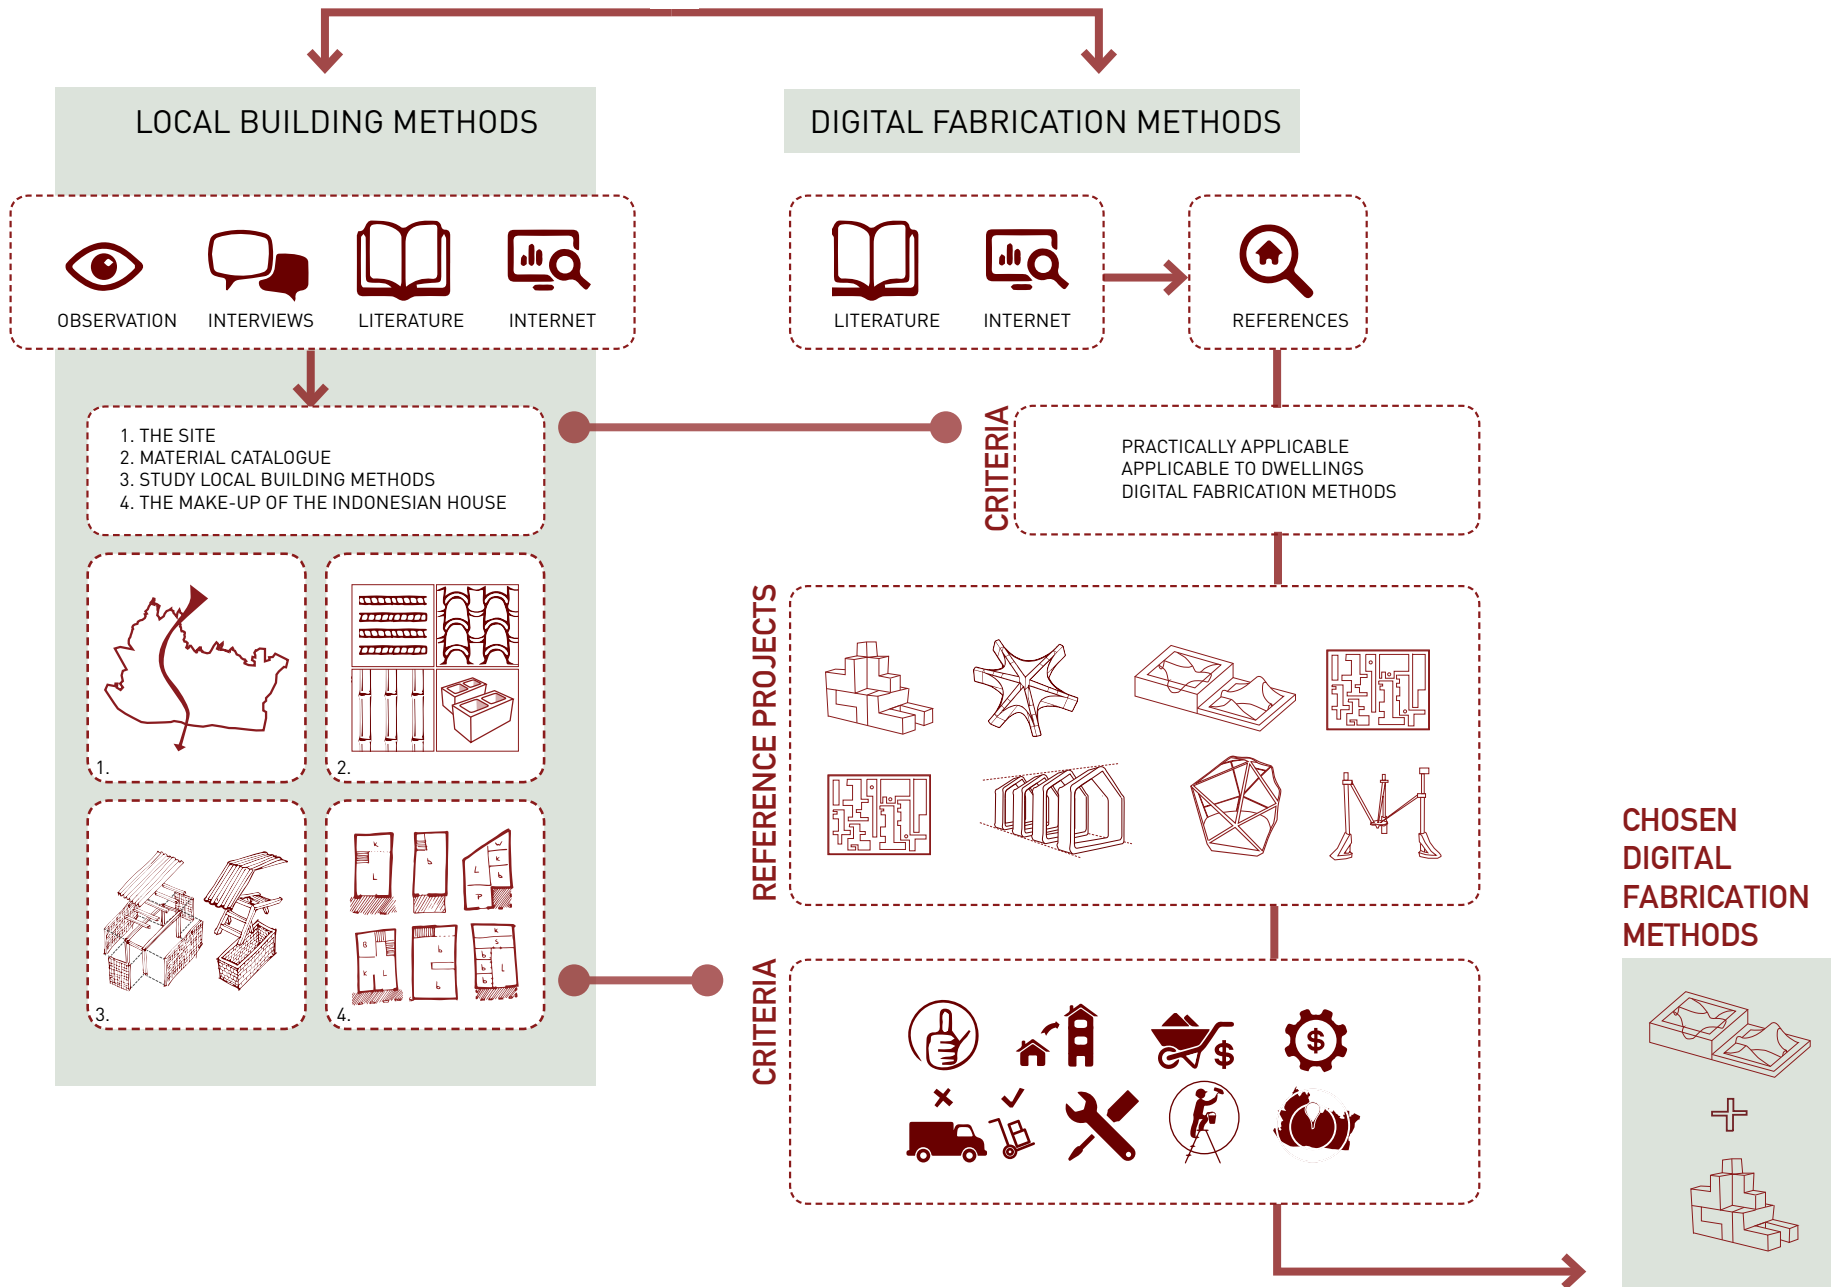 LOCAL BUILDING METHODS
DIGITAL FABRICATION METHODS
OBSERVATION
INTERVIEWS
LITERATURE
INTERNET
LITERATURE
INTERNET
REFERENCES
1. THE SITE
2. MATERIAL CATALOGUE
3. STUDY LOCAL BUILDING METHODS
4. THE MAKE-UP OF THE INDONESIAN HOUSE
CRITERIA
PRACTICALLY APPLICABLE
APPLICABLE TO DWELLINGS
DIGITAL FABRICATION METHODS
1.
2.
3.
4.
K
L
b
L
K
b
P
B
K L
b
b
K
S
b
b
b
L
REFERENCE PROJECTS
CRITERIA
$
$
CHOSEN
DIGITAL
FABRICATION
METHODS